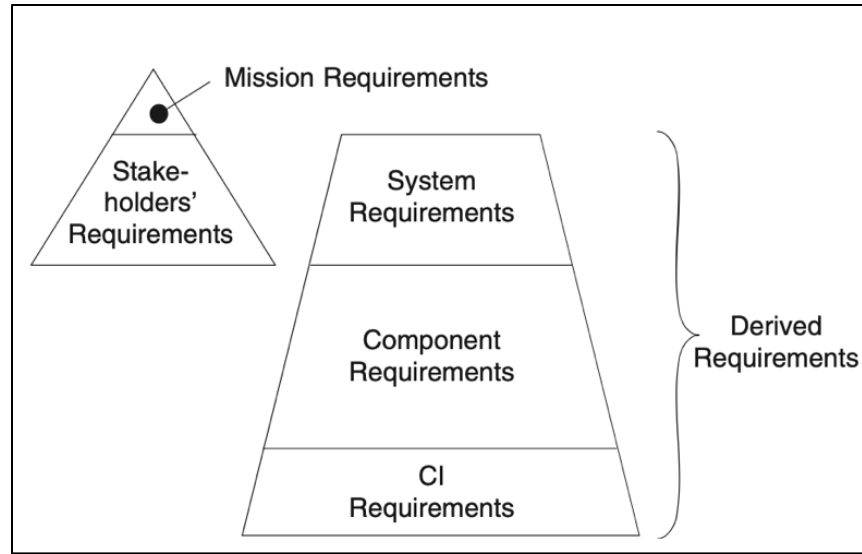 Mission Requirements
Stake-
holders'
Requirements
System
Requirements
Component
Requirements
CI
Requirements
Derived
Requirements